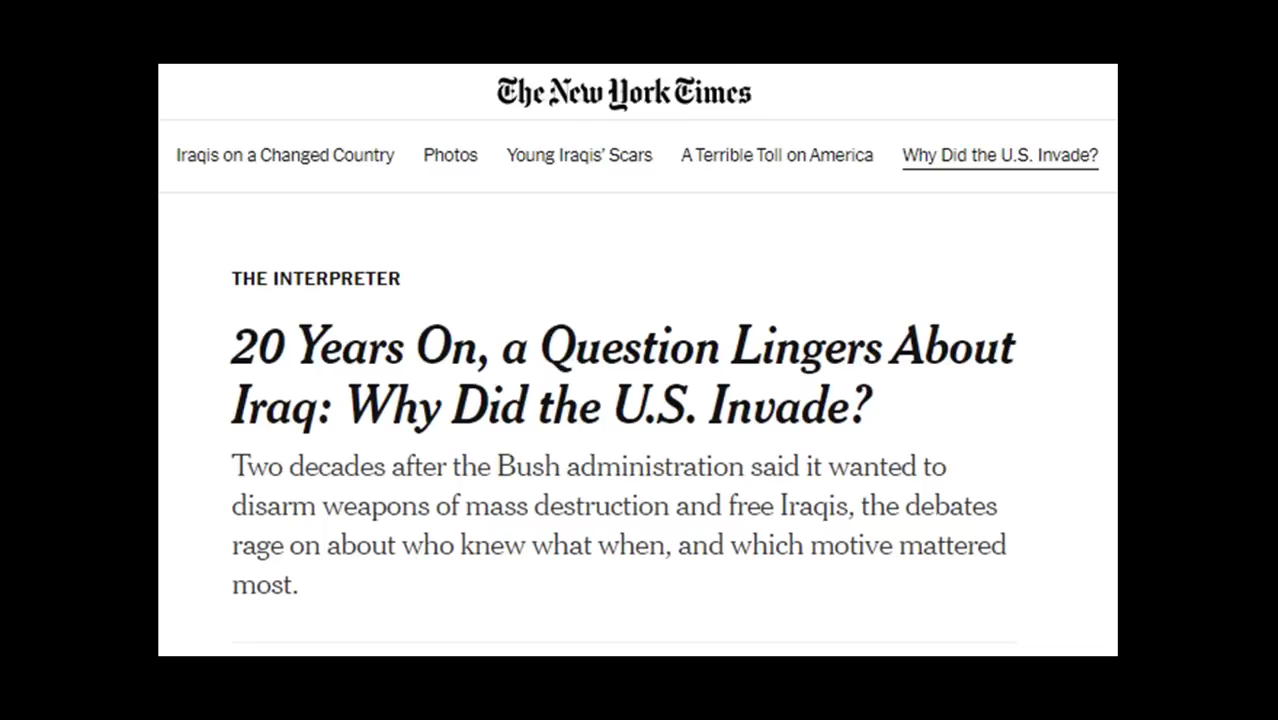 The New York Times
Iraqis on a Changed Country Photos Young Iraqis' Scars A Terrible Toll on America Why Did the U.S. Invade?
THE INTERPRETER
20 Years On, a Question Lingers About
Iraq: Why Did the U.S. Invade?
Two decades after the Bush administration said it wanted to
disarm weapons of mass destruction and free Iraqis, the debates
rage on about who knew what when, and which motive mattered
most.